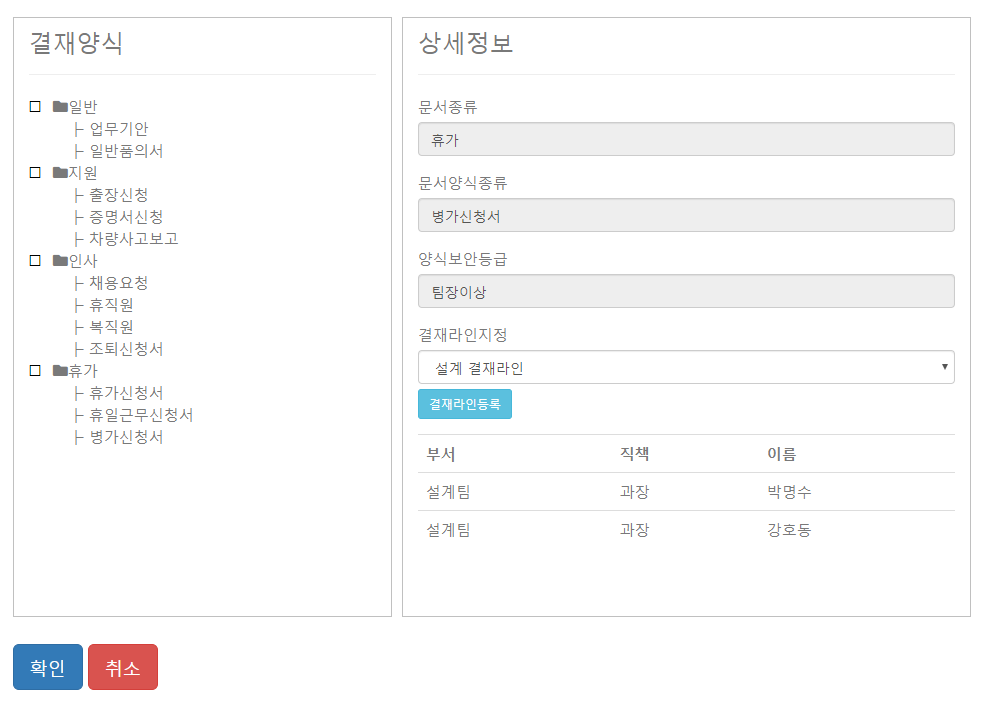 결재양식
일반
├ 업무기안
├ 일반품의서
지원
├ 출장신청
├ 증명서신청
├ 차량사고보고
인사
├ 채용요청
├ 휴직원
├ 복직원
├ 조퇴신청서
휴가
├ 휴가신청서
├ 휴일근무신청서
├ 병가신청서
상세정보
문서종류
휴가
문서양식종류
병가신청서
양식보안등급
팀장이상
결재라인지정
설계 결재라인
결재라인등록
부서 직책 이름
설계팀 과장 박명수
설계팀 과장 강호동
확인 취소